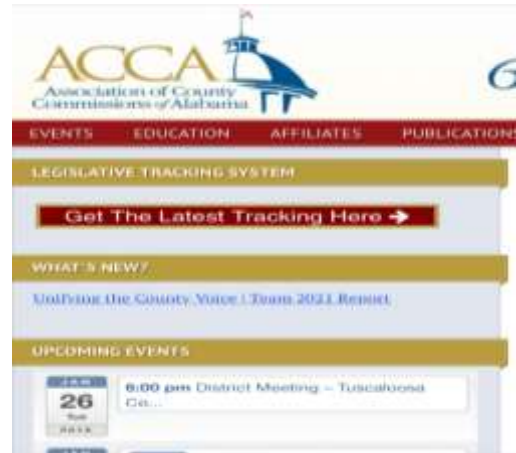 ACCA
Association of County
Commissions of Alabama
6
EVENTS EDUCATION AFFILIATES PUBLICATIONS
LEGISLATIVE TRACKING SYSTEM
Get The Latest Tracking Here →
WHAT'S NEW?
Unifying the County Voice | Team 2021 Report
UPCOMING EVENTS
JAN
26
Tue
6:00 pm District Meeting – Tuscaloosa
Co...